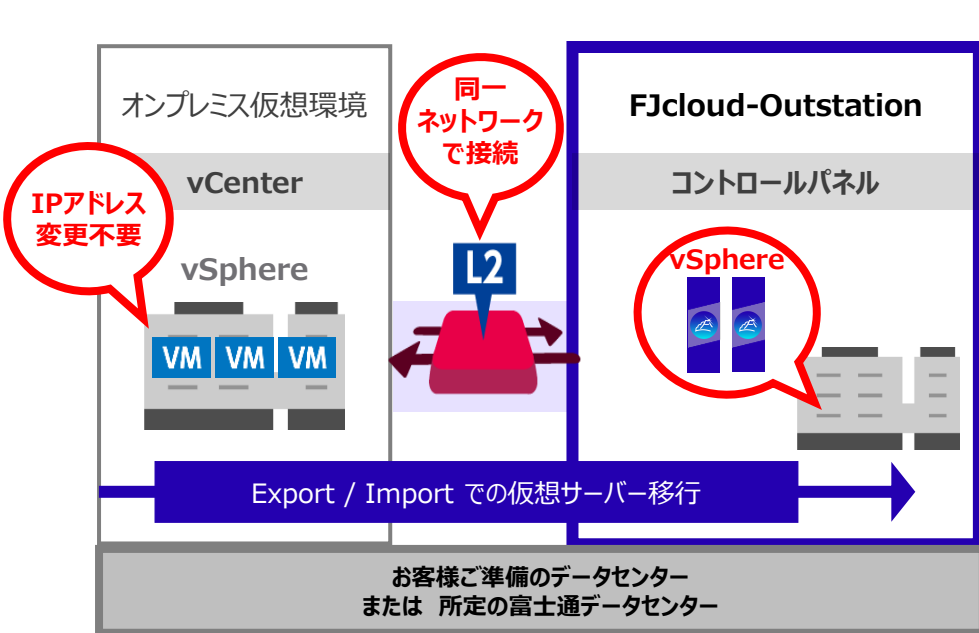 オンプレミス仮想環境
vCenter
IPアドレス
変更不要
vSphere
VM VM VM
同一
ネットワーク
で接続
L2
FJcloud-Outstation
コントロールパネル
vSphere
Export / Import での仮想サーバー移行
お客様ご準備のデータセンター
または 所定の富士通データセンター